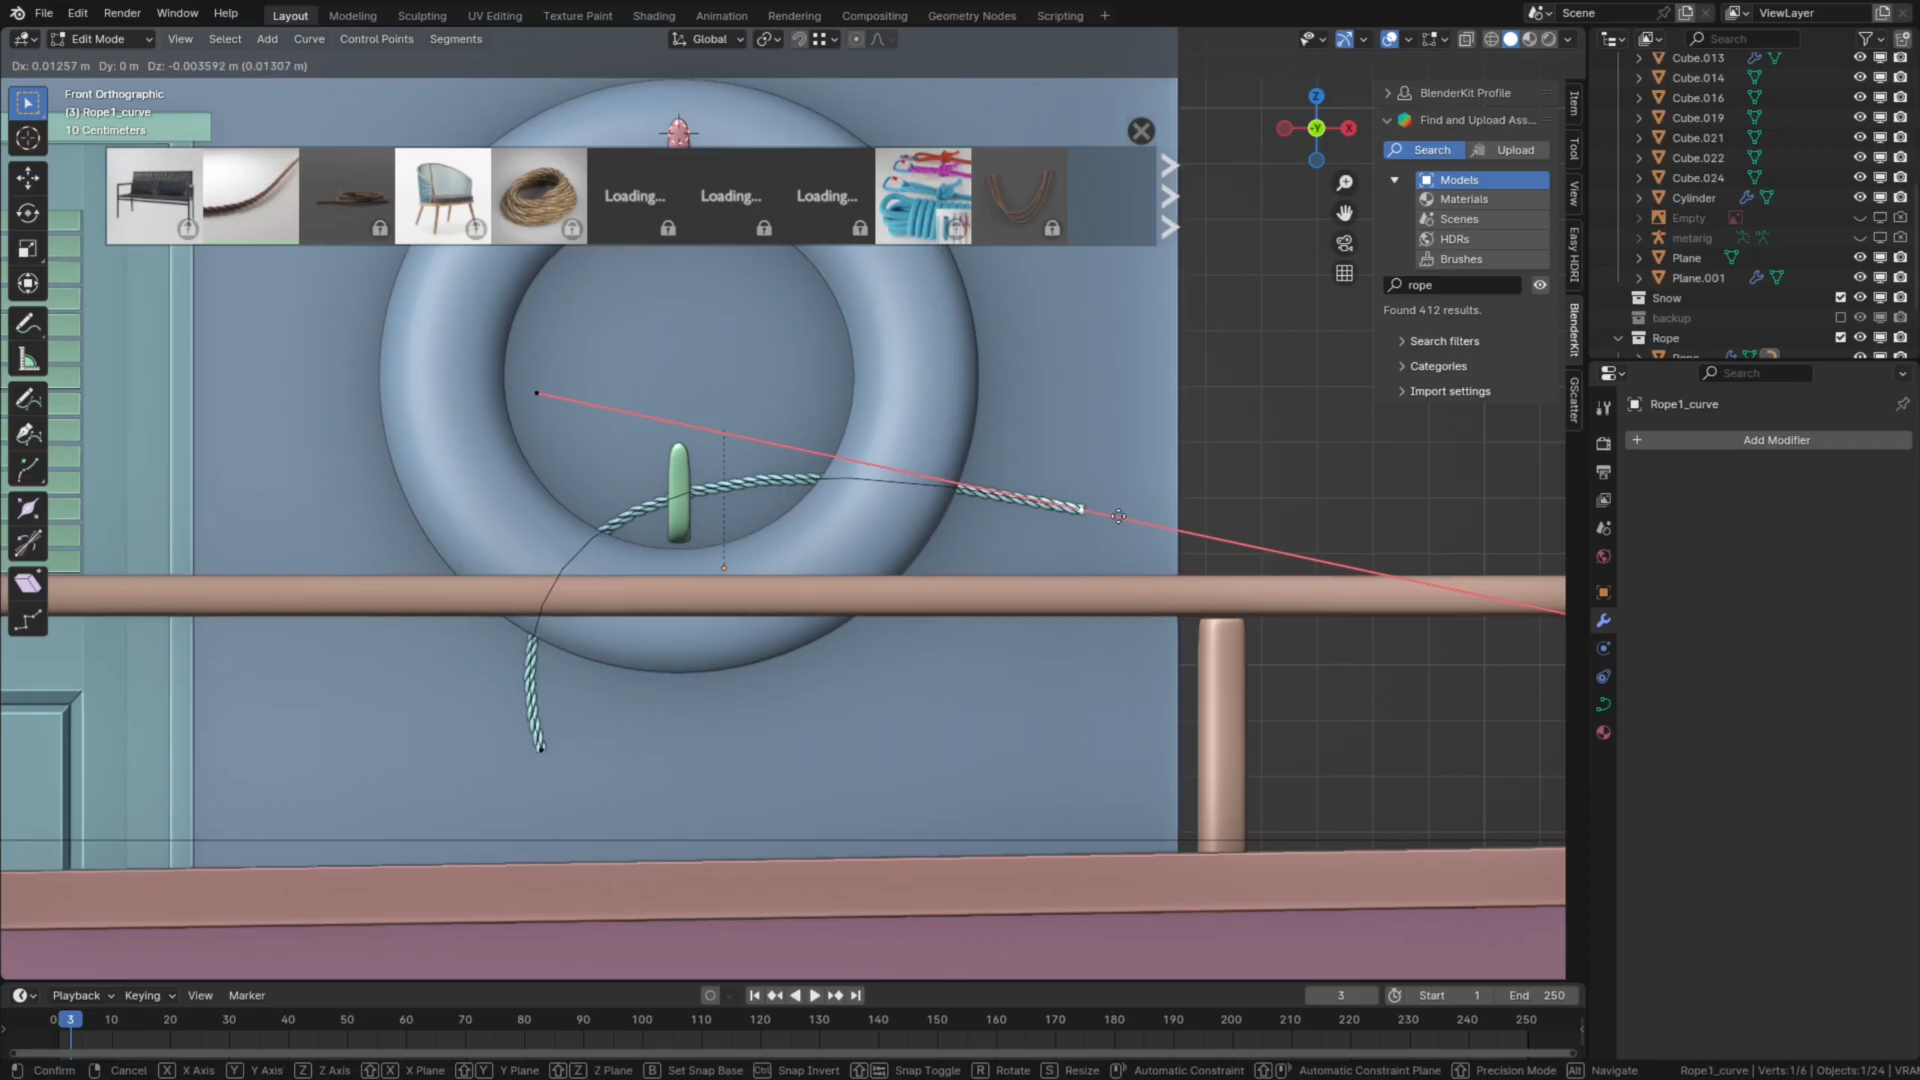 File Edit Render Window Help Layout Modeling Sculpting UV Editing Texture Paint Shading Animation Rendering Compositing Geometry Nodes Scripting + Scene ViewLayer
Edit Mode View Select Add Curve Control Points Segments Global Search
Dx: 0.01257 m Dy: 0 m Dz: -0.003592 m (0.01307 m)
Front Orthographic
(3) Rope1_curve
10 Centimeters
Loading... Loading... Loading...
Z
-Y
X
BlenderKit Profile
Find and Upload Ass...
Search Upload
Models
Materials
Scenes
HDRs
Brushes
rope
Found 412 results.
Search filters
Categories
Import settings
Item
Tool
View
Easy HDRI
BlenderKit
GScatter
Cube.013
Cube.014
Cube.016
Cube.019
Cube.021
Cube.022
Cube.024
Cylinder
Empty
metarig
Plane
Plane.001
Snow
backup
Rope
Rope
Search
Rope1_curve
+ Add Modifier
Playback Keying View Marker 3 Start 1 End 250
0 3 10 20 30 40 50 60 70 80 90 100 110 120 130 140 150 160 170 180 190 200 210 220 230 240 250
Confirm Cancel X X Axis Y Y Axis Z Z Axis X X Plane Y Y Plane Z Z Plane B Set Snap Base Ctrl Snap Invert Snap Toggle R Rotate S Resize Automatic Constraint Automatic Constraint Plane Precision Mode Alt Navigate Rope1_curve | Verts:1/6 | Objects:1/24 | VRAM